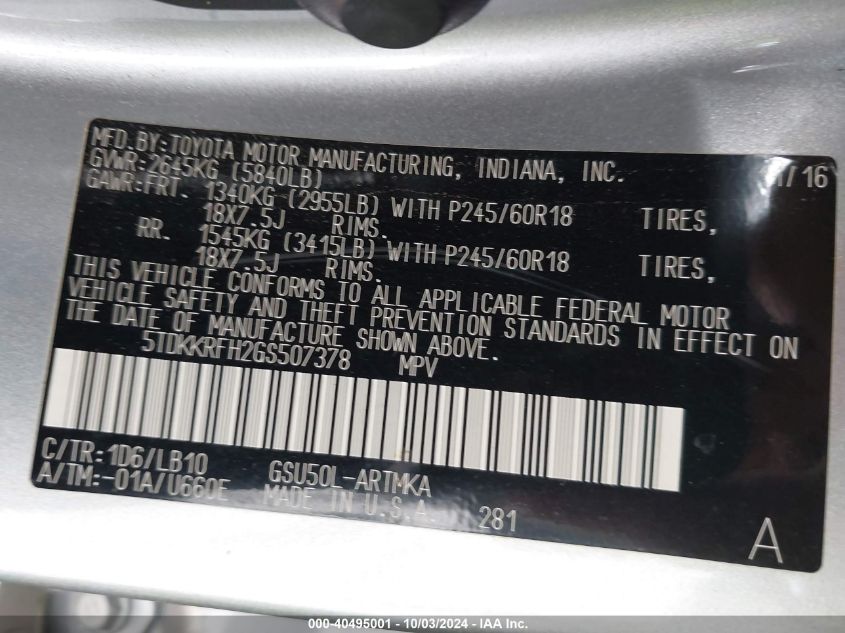 MFD.BY:TOYOTA MOTOR MANUFACTURING, INDIANA, INC. 1/16
GVWR:2645KG (5840LB)
GAWR:FRT. 1340KG (2955LB) WITH P245/60R18 TIRES,
18X7.5J RIMS.
RR. 1545KG (3415LB) WITH P245/60R18 TIRES,
18X7.5J RIMS.
THIS VEHICLE CONFORMS TO ALL APPLICABLE FEDERAL MOTOR
VEHICLE SAFETY AND THEFT PREVENTION STANDARDS IN EFFECT ON
THE DATE OF MANUFACTURE SHOWN ABOVE.
5TDKKRFH2GS507378 MPV
C/TR:1D6/LB10 GSU50L-ARTMKA
A/TM:-01A/U660E MADE IN U.S.A. 281
A
000-40495001 - 10/03/2024 - IAA Inc.